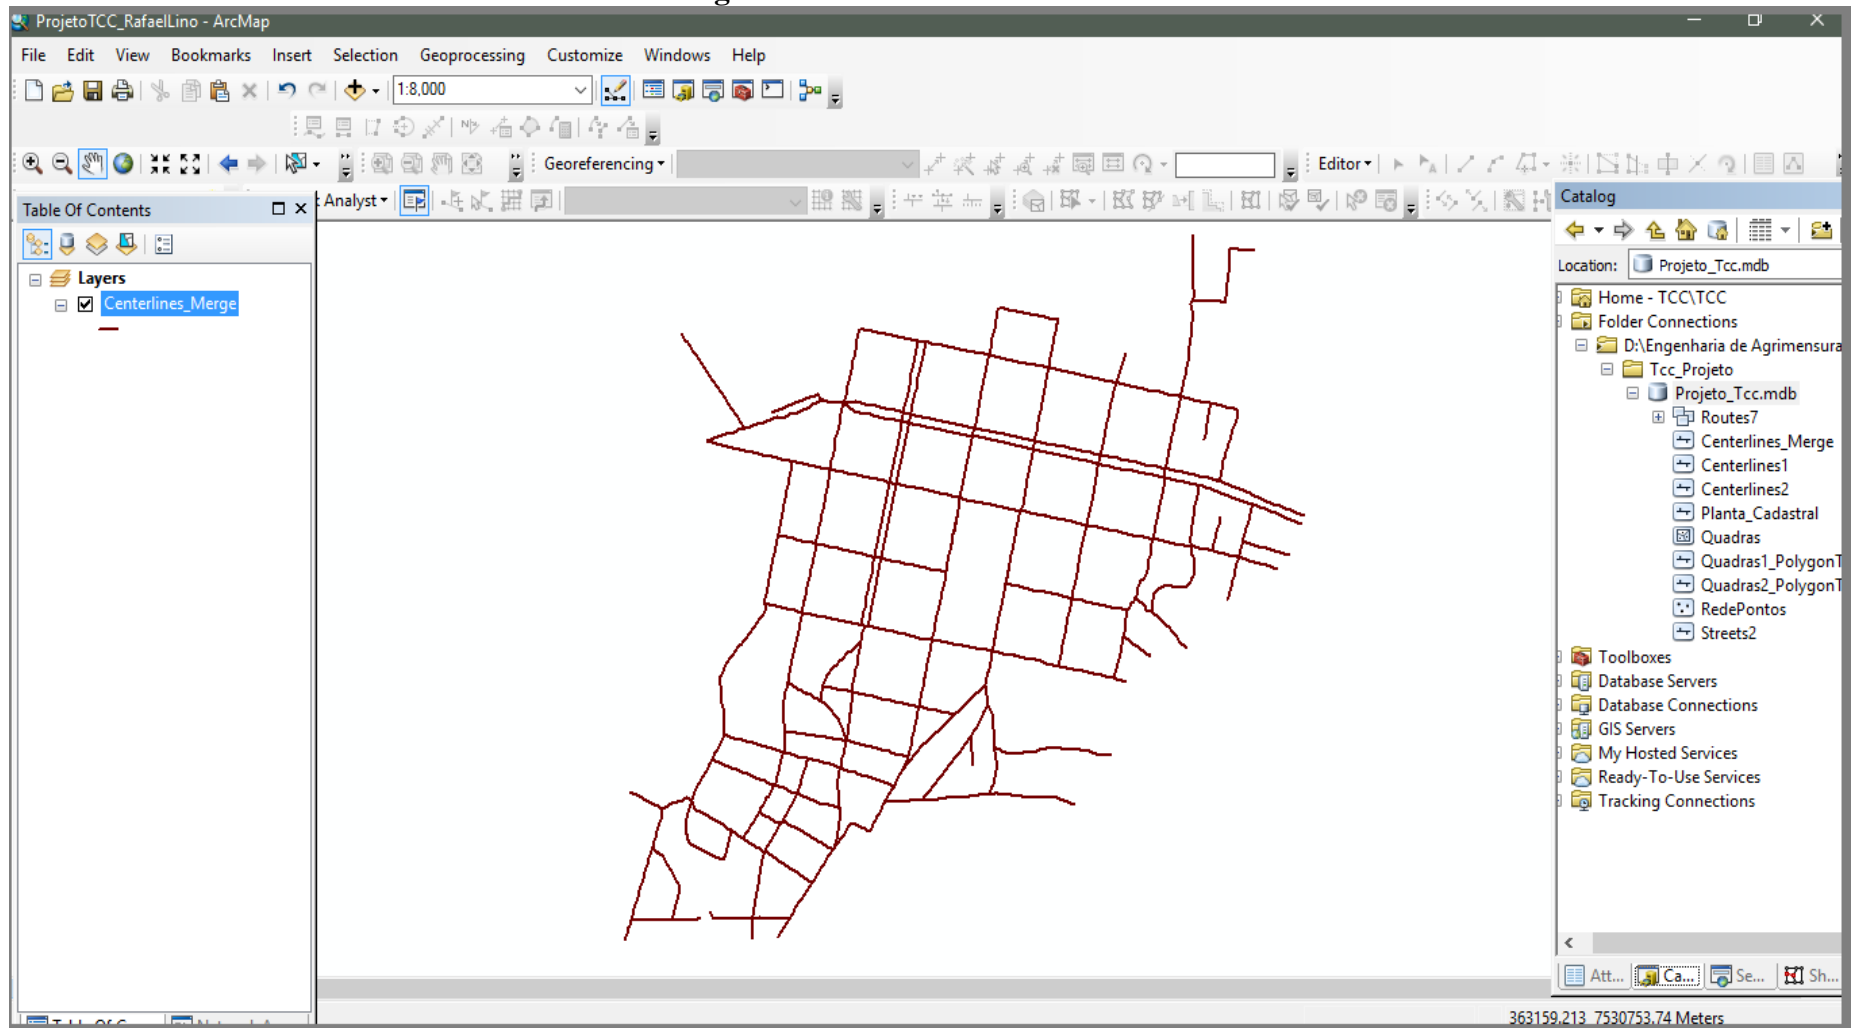 ProjetoTCC_RafaelLino - ArcMap
File Edit View Bookmarks Insert Selection Geoprocessing Customize Windows Help
1:8,000
Georeferencing
Editor
Table Of Contents
Analyst
Catalog
Layers
Centerlines_Merge
Location: Projeto_Tcc.mdb
Home - TCC\TCC
Folder Connections
D:\Engenharia de Agrimensura
Tcc_Projeto
Projeto_Tcc.mdb
Routes7
Centerlines_Merge
Centerlines1
Centerlines2
Planta_Cadastral
Quadras
Quadras1_PolygonT
Quadras2_PolygonT
RedePontos
Streets2
Toolboxes
Database Servers
Database Connections
GIS Servers
My Hosted Services
Ready-To-Use Services
Tracking Connections
Att... Ca... Se... Sh...
363159,213 7530753,74 Meters